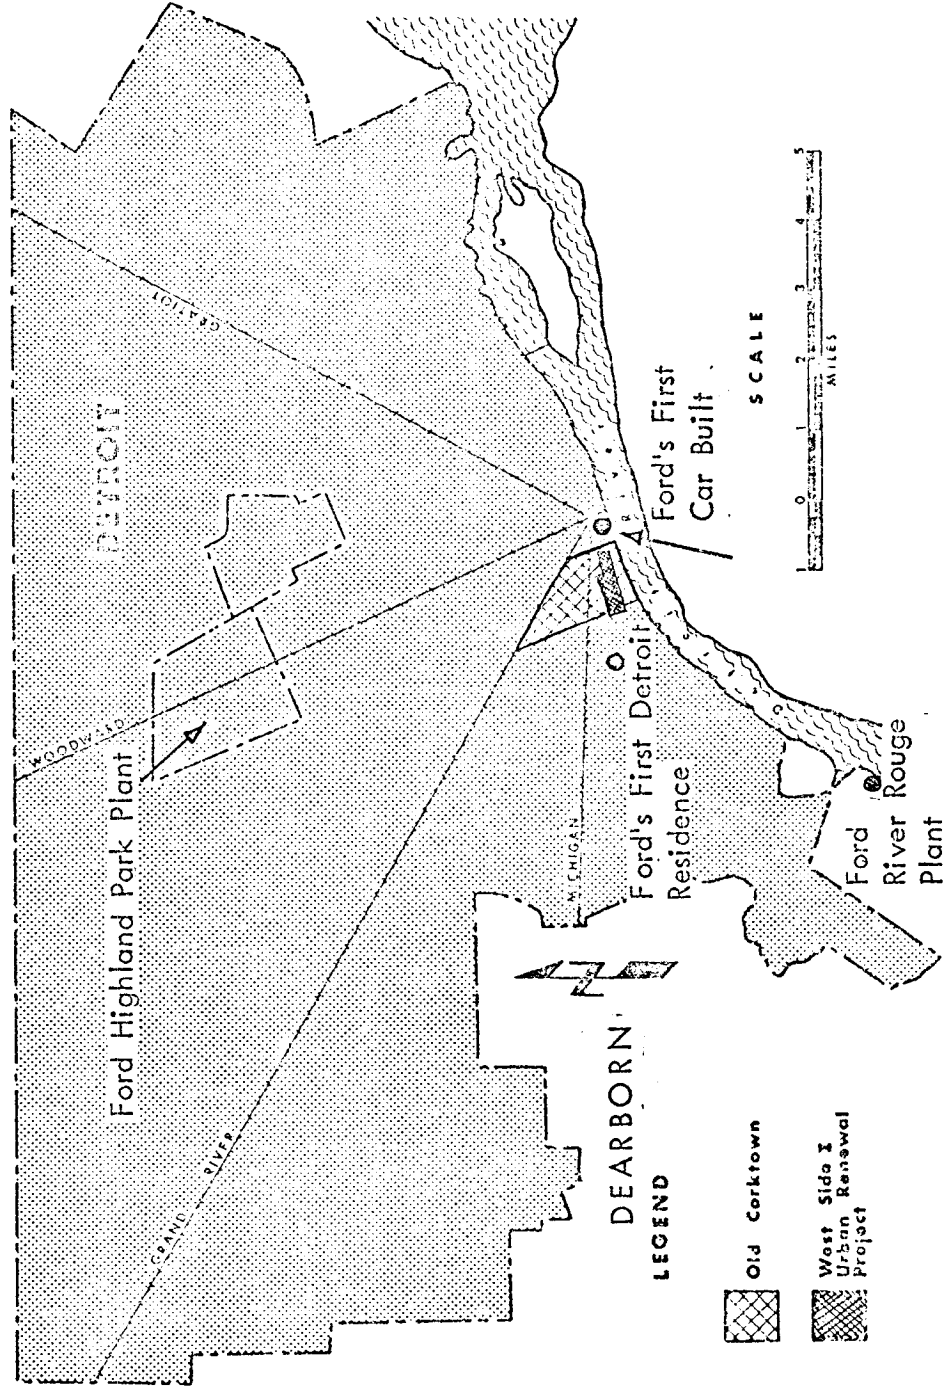 DETROIT
GRATIOT
WOODWARD
Ford Highland Park Plant
GRAND RIVER
MICHIGAN
Ford's First Detroit
Residence
Ford's First
Car Built
SCALE
1 0 1 2 3 4 5
MILES
Ford
River Rouge
Plant
DEARBORN
LEGEND
Old Corktown
West Side I
Urban Renewal
Project